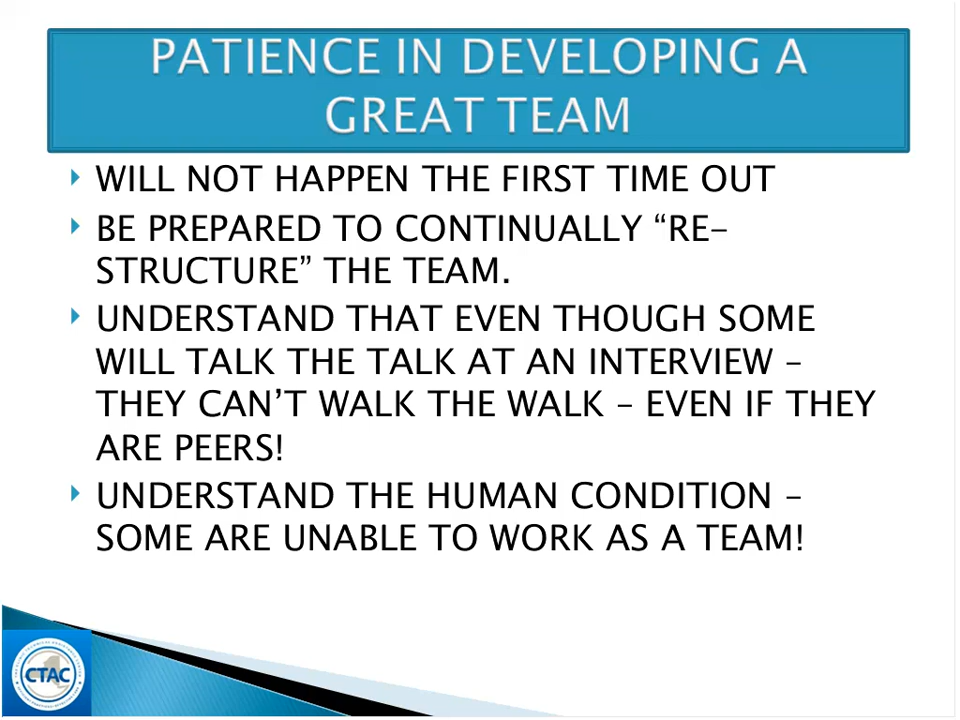 PATIENCE IN DEVELOPING A
GREAT TEAM
WILL NOT HAPPEN THE FIRST TIME OUT
BE PREPARED TO CONTINUALLY “RE-
STRUCTURE” THE TEAM.
UNDERSTAND THAT EVEN THOUGH SOME
WILL TALK THE TALK AT AN INTERVIEW –
THEY CAN’T WALK THE WALK – EVEN IF THEY
ARE PEERS!
UNDERSTAND THE HUMAN CONDITION –
SOME ARE UNABLE TO WORK AS A TEAM!
CTAC